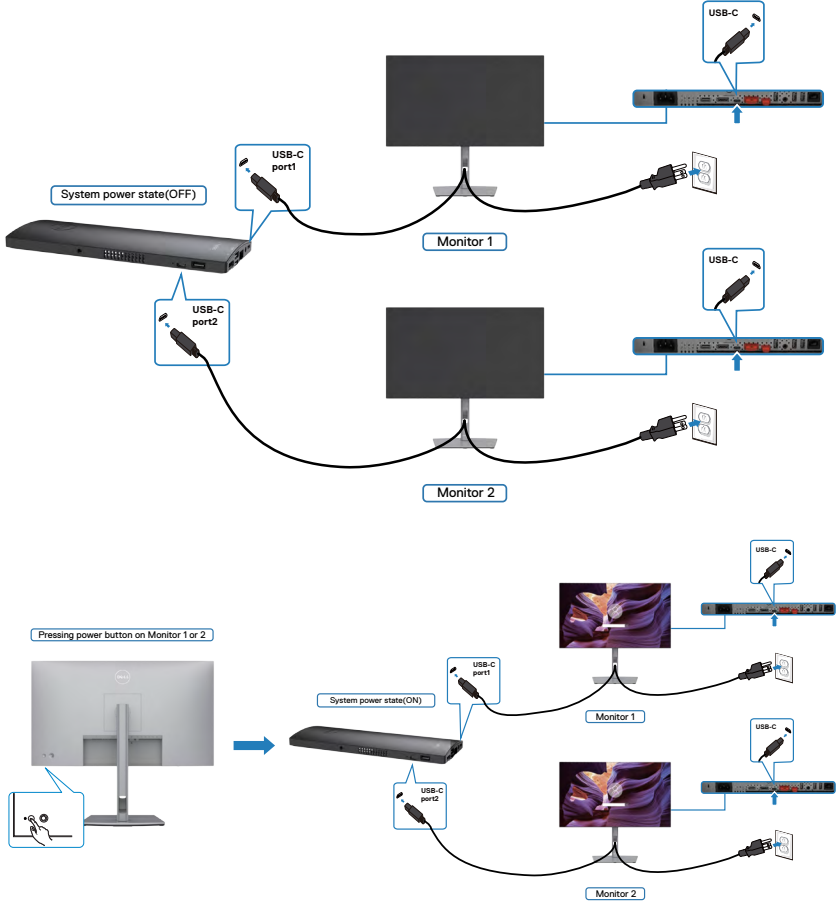 USB-C
USB-C
port1
System power state(OFF)
Monitor 1
USB-C
USB-C
port2
Monitor 2
USB-C
Pressing power button on Monitor 1 or 2
USB-C
port1
System power state(ON)
Monitor 1
USB-C
USB-C
port2
Monitor 2
DELL